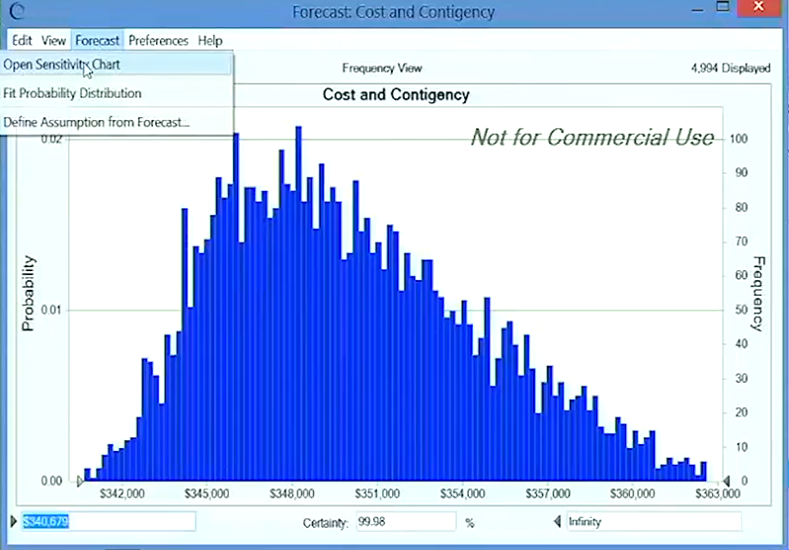 Forecast: Cost and Contigency
Edit View Forecast Preferences Help
Open Sensitivity Chart
Fit Probability Distribution
Define Assumption from Forecast...
Frequency View
4,994 Displayed
Cost and Contigency
Not for Commercial Use
0.02
0.01
0.00
Probability
100
90
80
70
60
50
40
30
20
10
0
Frequency
$342,000 $345,000 $348,000 $351,000 $354,000 $357,000 $360,000 $363,000
$340,679 Certainty: 99.98 % Infinity